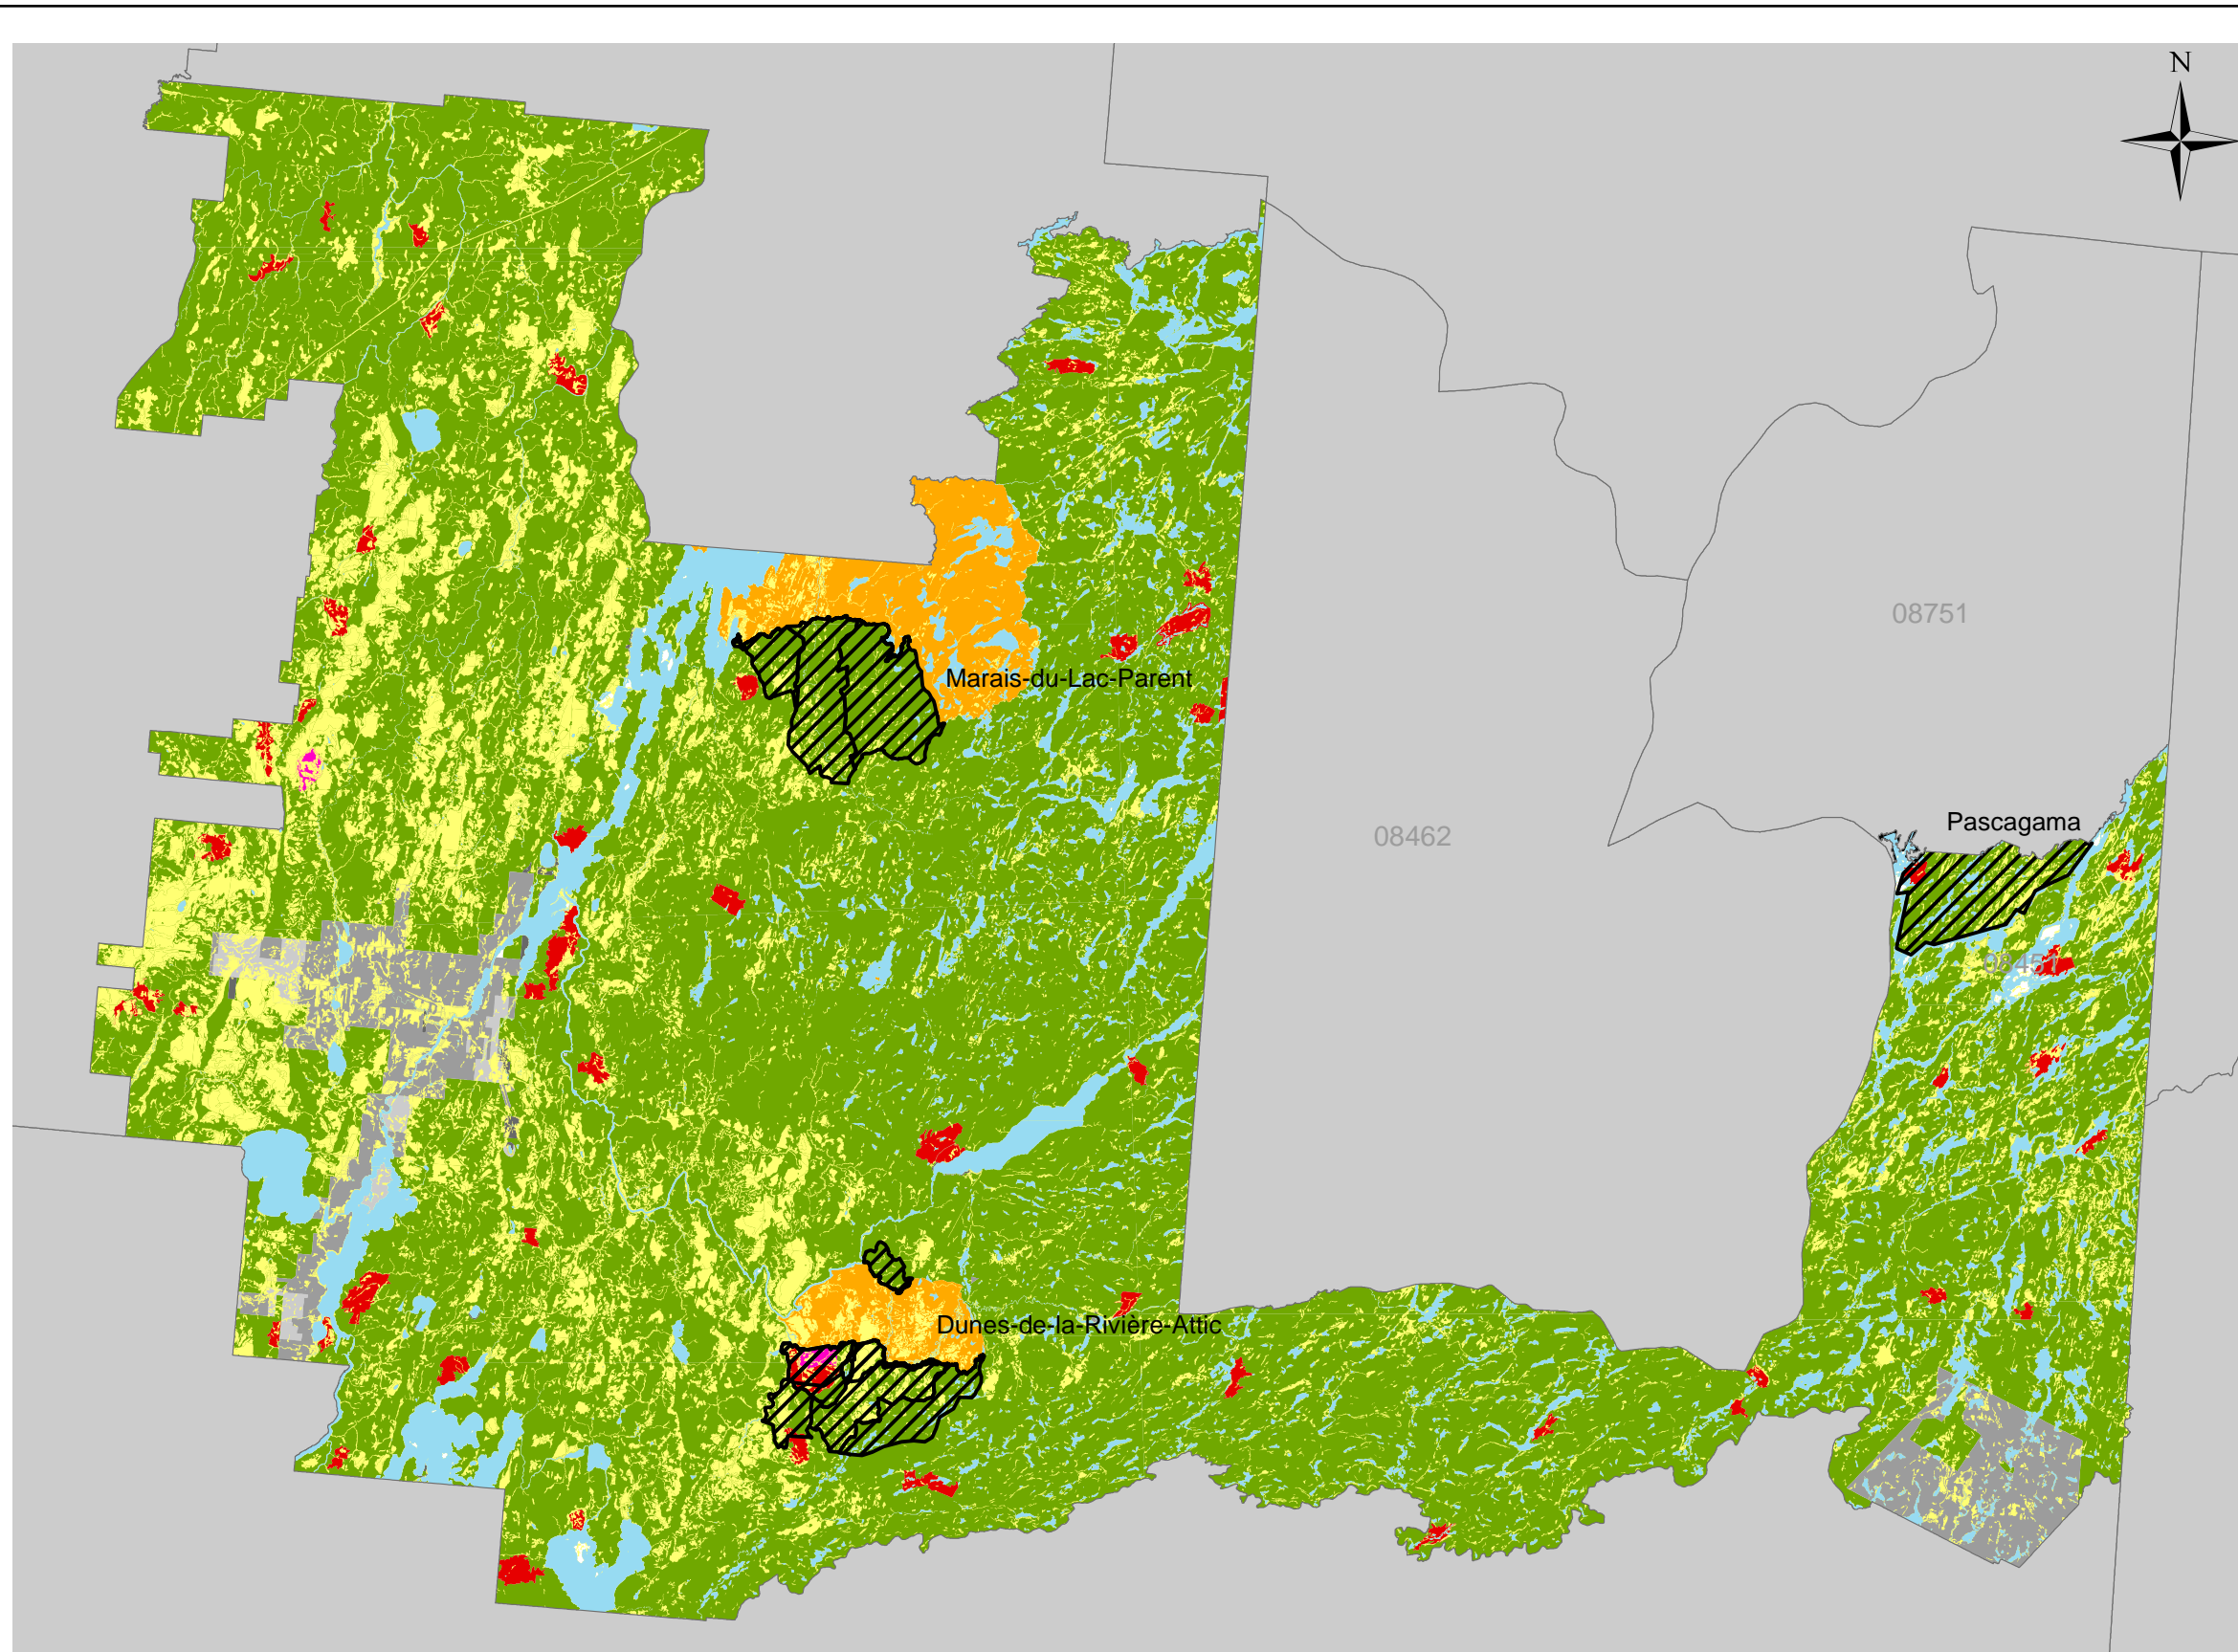 N
08751
Marais-du-Lac-Parent
Pascagama
08462
Dunes-de-la-Rivière-Attic